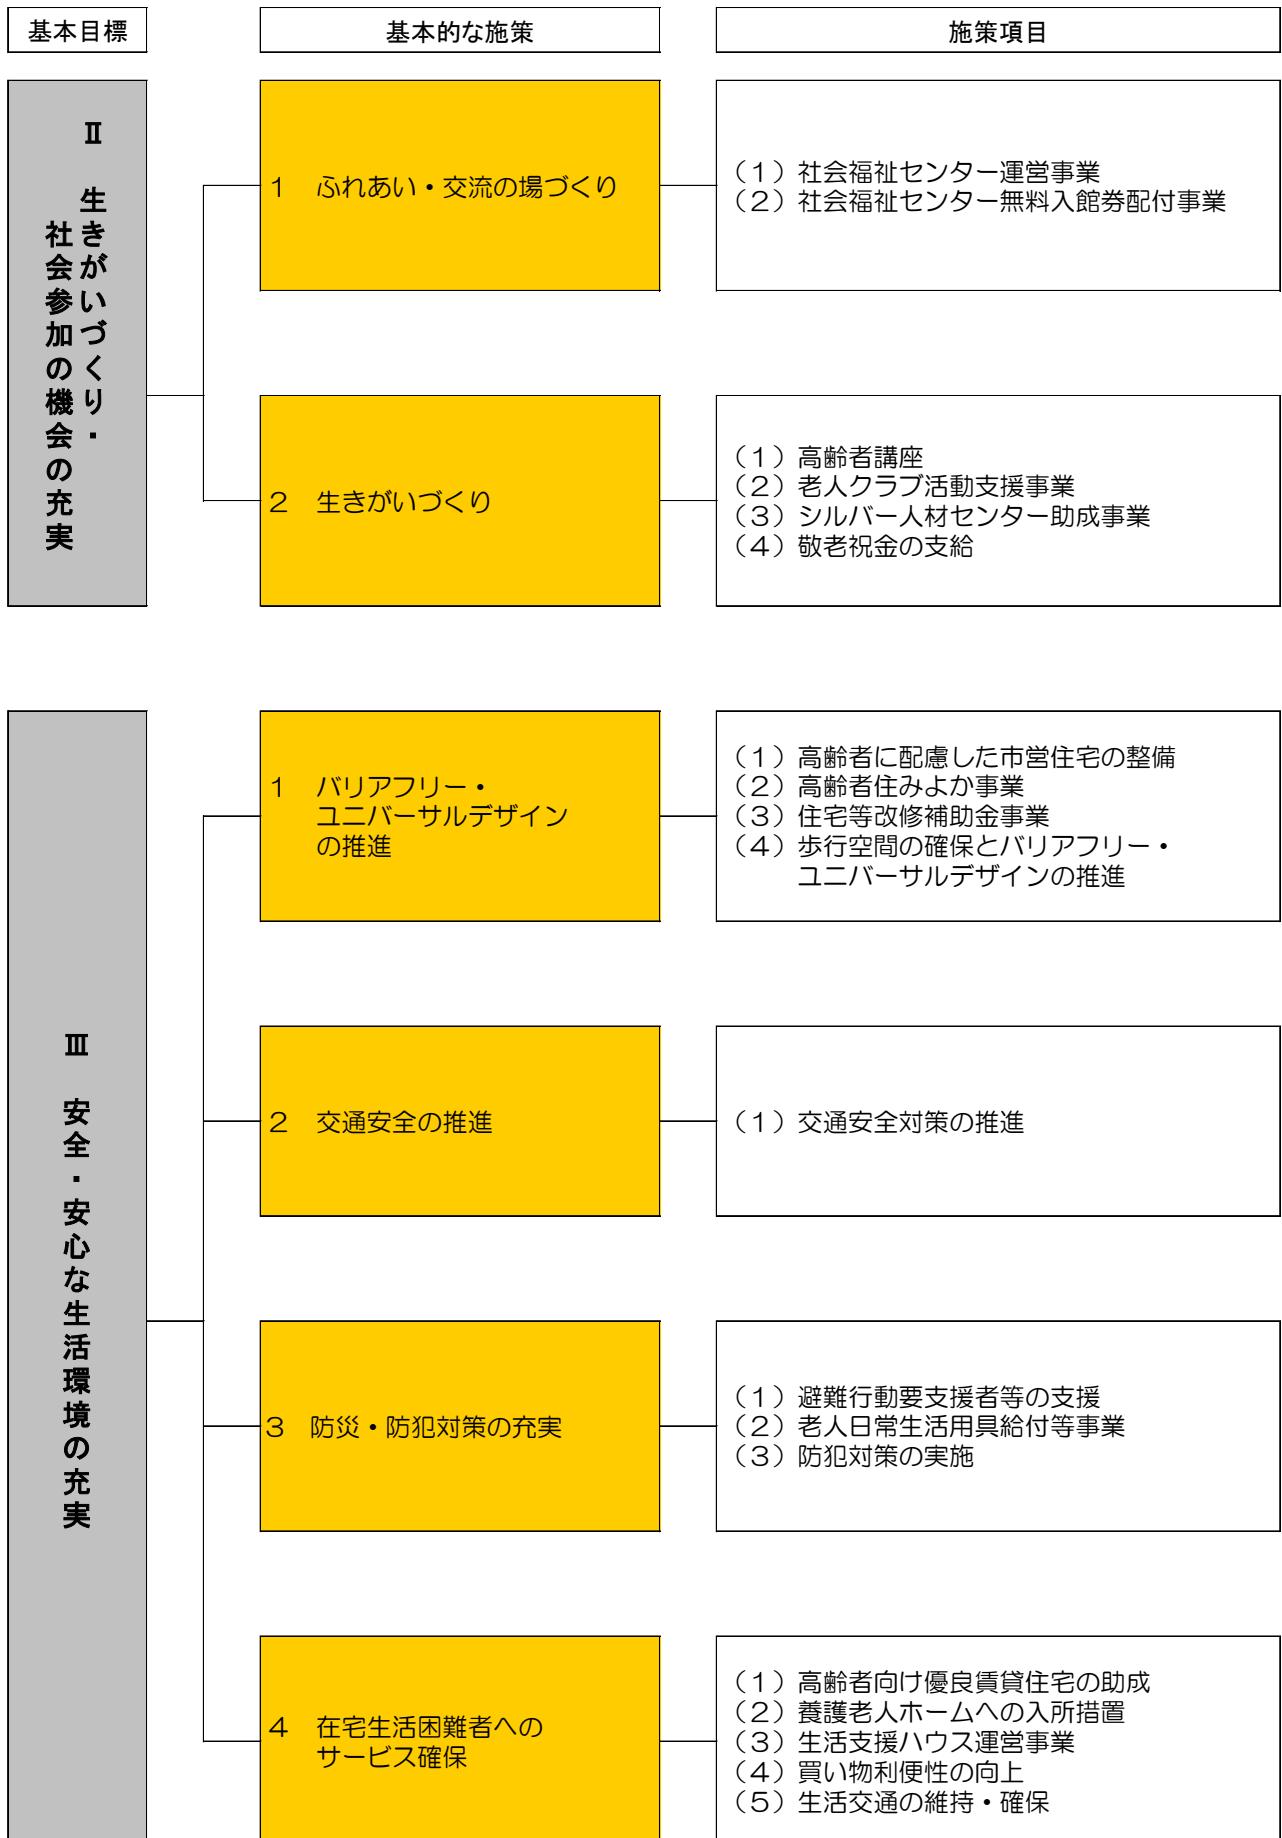 基本目標
基本的な施策
施策項目
Ⅱ　生きがいづくり・
社会参加の機会の充実
１　ふれあい・交流の場づくり
（１）社会福祉センター運営事業
（２）社会福祉センター無料入館券配付事業
２　生きがいづくり
（１）高齢者講座
（２）老人クラブ活動支援事業
（３）シルバー人材センター助成事業
（４）敬老祝金の支給
Ⅲ　安全・安心な生活環境の充実
１　バリアフリー・
ユニバーサルデザイン
の推進
（１）高齢者に配慮した市営住宅の整備
（２）高齢者住みよか事業
（３）住宅等改修補助金事業
（４）歩行空間の確保とバリアフリー・
ユニバーサルデザインの推進
２　交通安全の推進
（１）交通安全対策の推進
３　防災・防犯対策の充実
（１）避難行動要支援者等の支援
（２）老人日常生活用具給付等事業
（３）防犯対策の実施
４　在宅生活困難者への
サービス確保
（１）高齢者向け優良賃貸住宅の助成
（２）養護老人ホームへの入所措置
（３）生活支援ハウス運営事業
（４）買い物利便性の向上
（５）生活交通の維持・確保